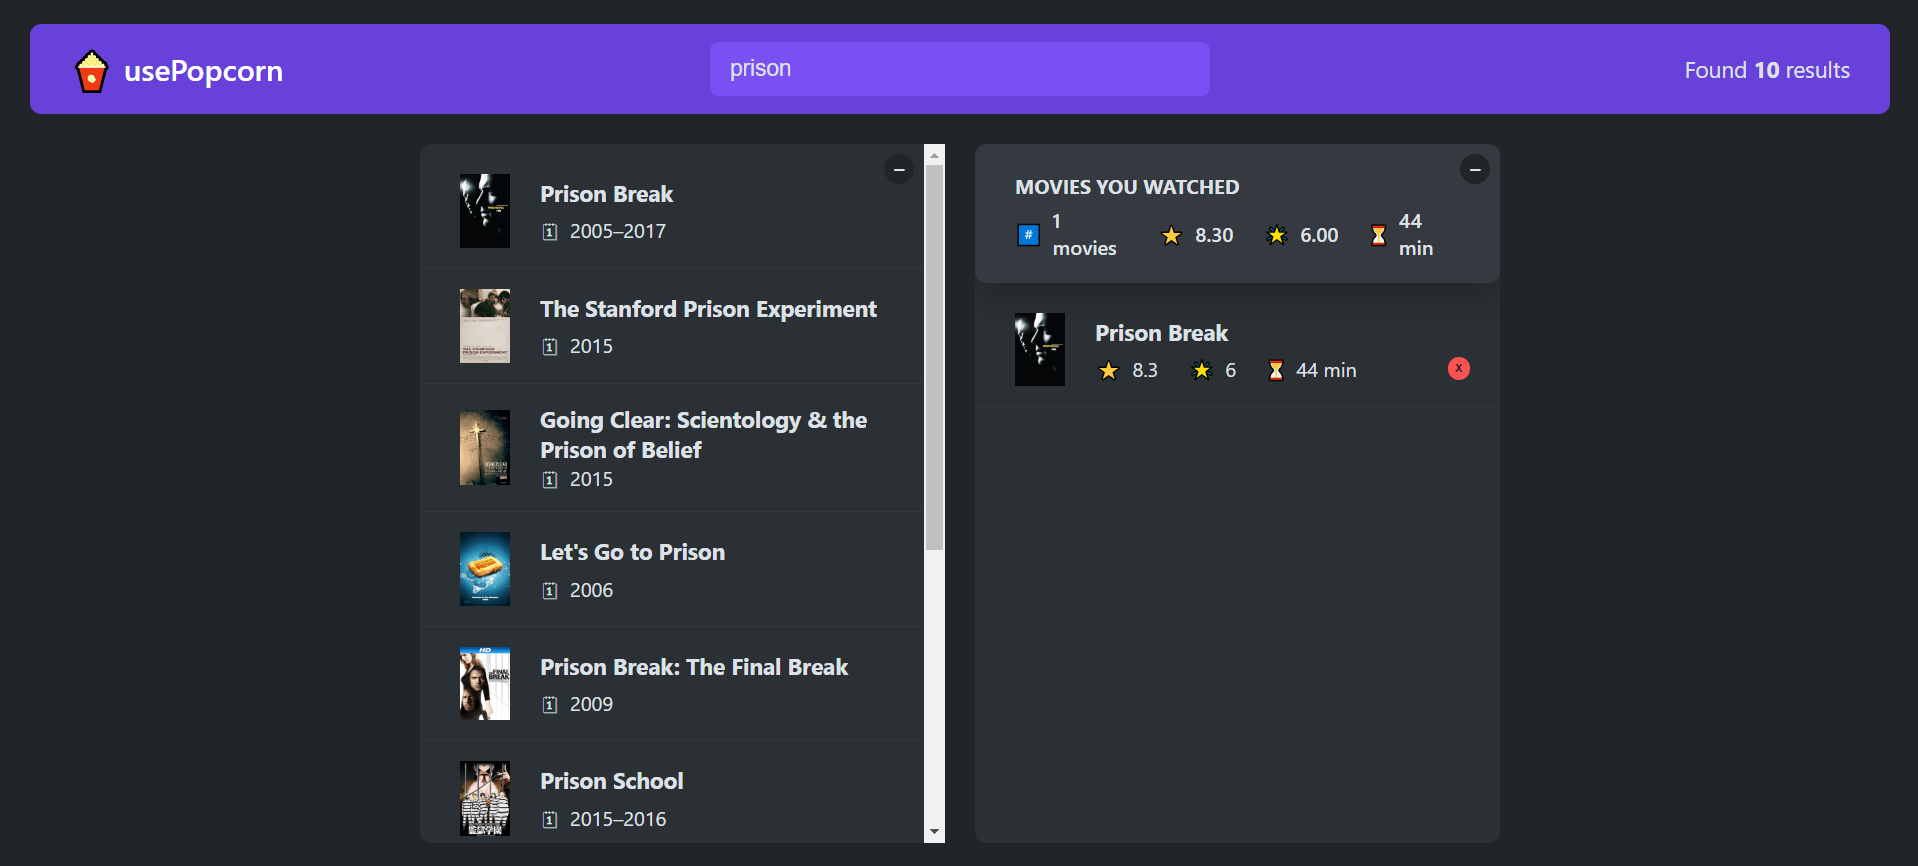 usePopcorn
prison
Found 10 results
Prison Break
2005–2017
The Stanford Prison Experiment
2015
Going Clear: Scientology & the
Prison of Belief
2015
Let's Go to Prison
2006
Prison Break: The Final Break
2009
Prison School
2015–2016
MOVIES YOU WATCHED
# 1 movies 8.30 6.00 44 min
Prison Break
8.3 6 44 min X